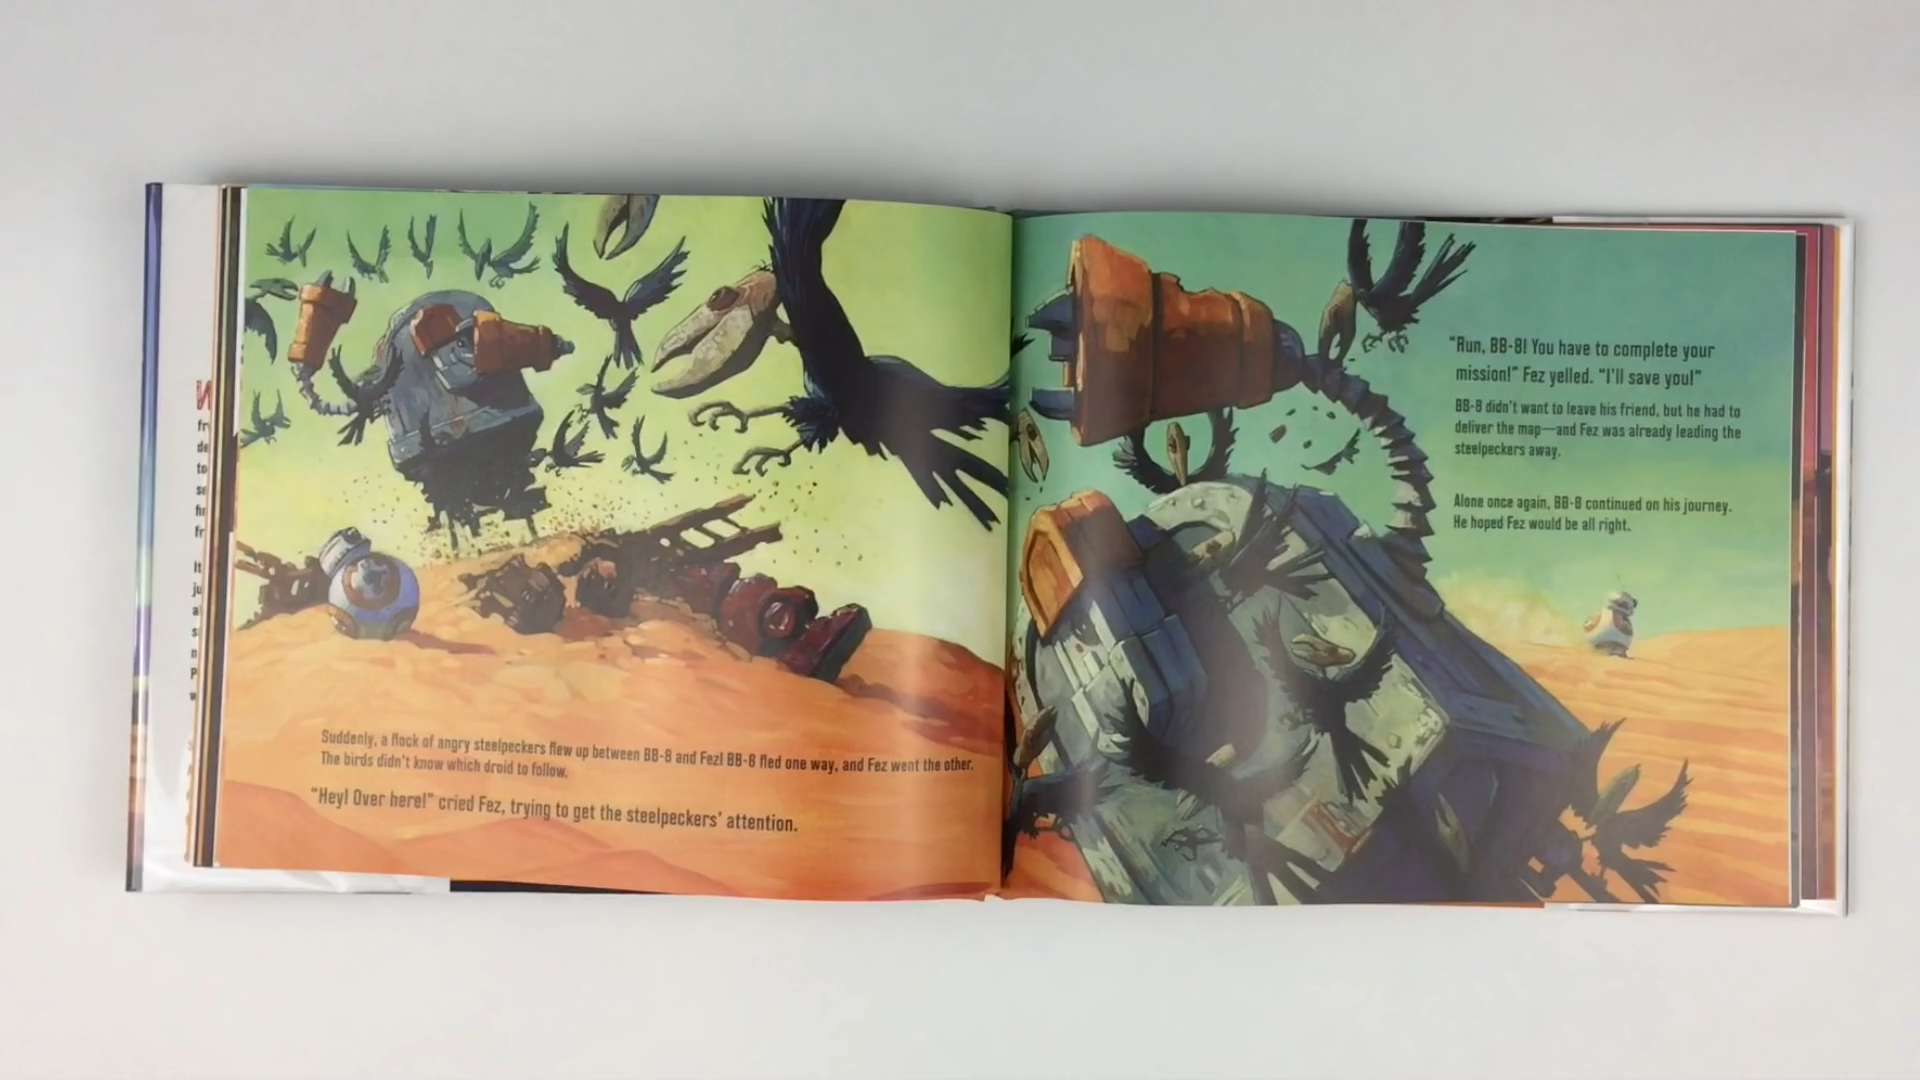 Suddenly, a flock of angry steelpeckers flew up between BB-8 and Fez! BB-8 fled one way, and Fez went the other.
The birds didn't know which droid to follow.
"Hey! Over here!" cried Fez, trying to get the steelpeckers' attention.
"Run, BB-8! You have to complete your
mission!" Fez yelled. "I'll save you!"
BB-8 didn't want to leave his friend, but he had to
deliver the map—and Fez was already leading the
steelpeckers away.
Alone once again, BB-8 continued on his journey.
He hoped Fez would be all right.